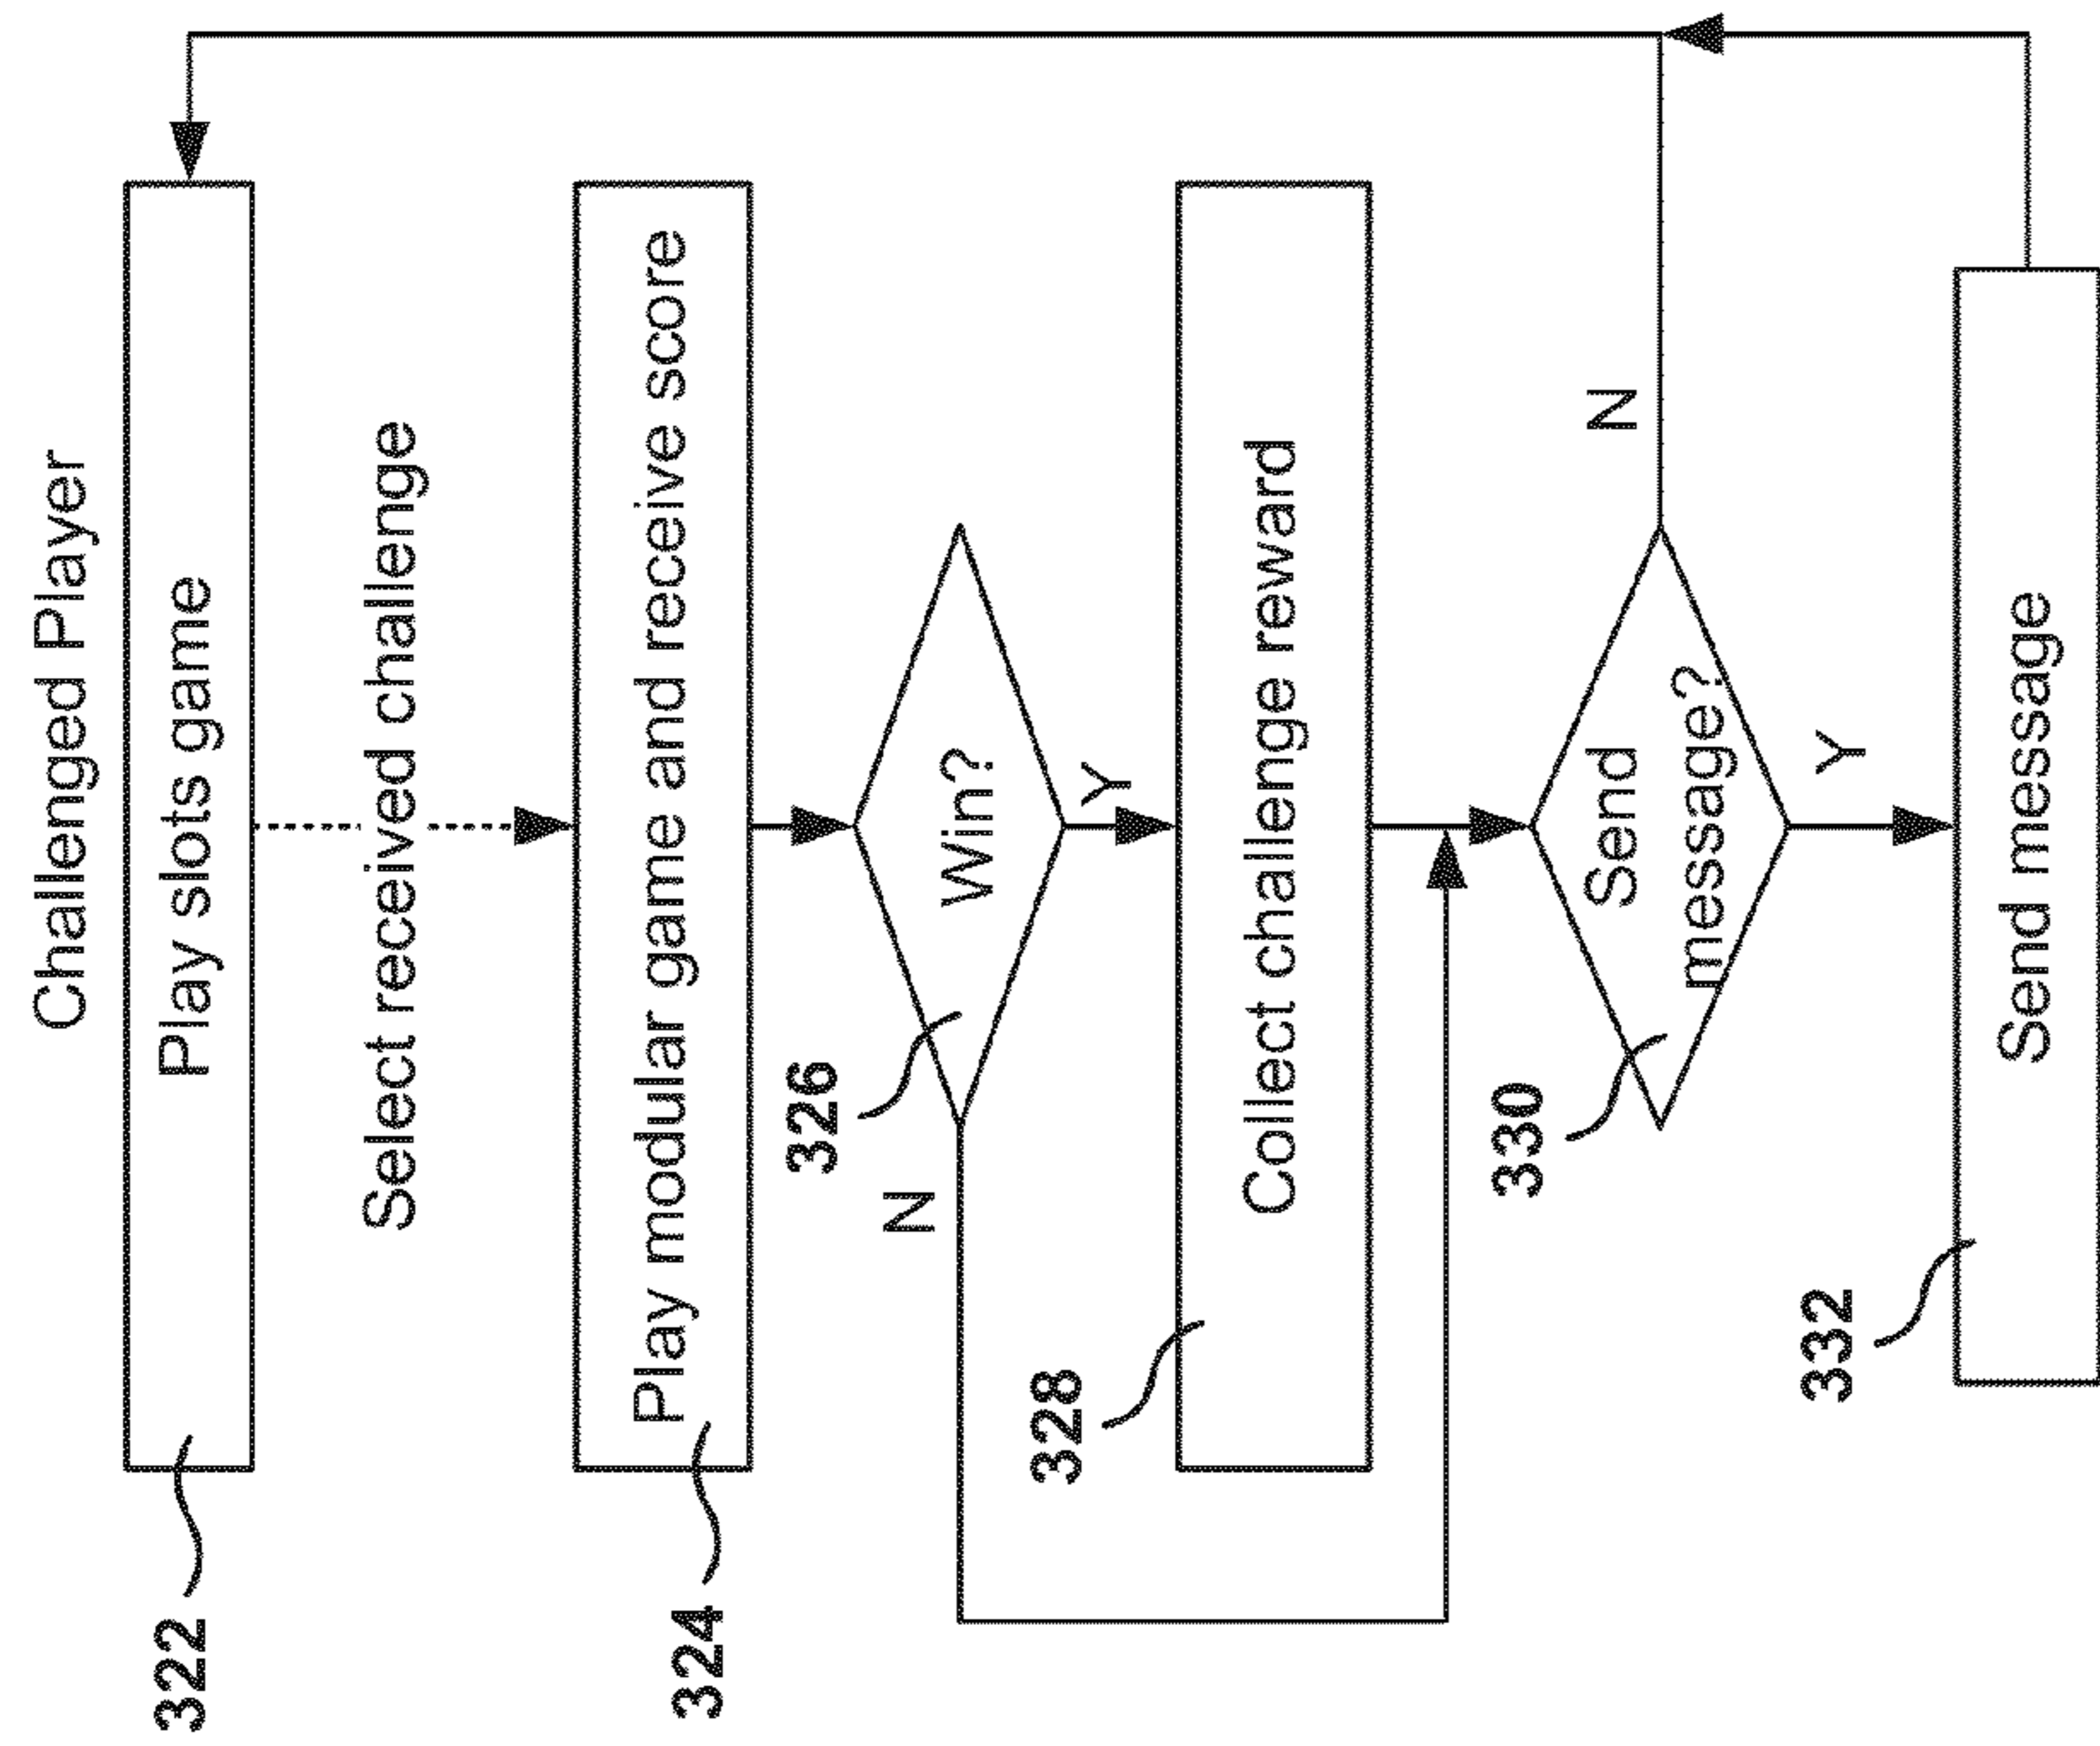 Challenged Player
322
Play slots game
Select received challenge
324
Play modular game and receive score
326
N
Win?
Y
328
Collect challenge reward
330
Send
message?
N
Y
332
Send message